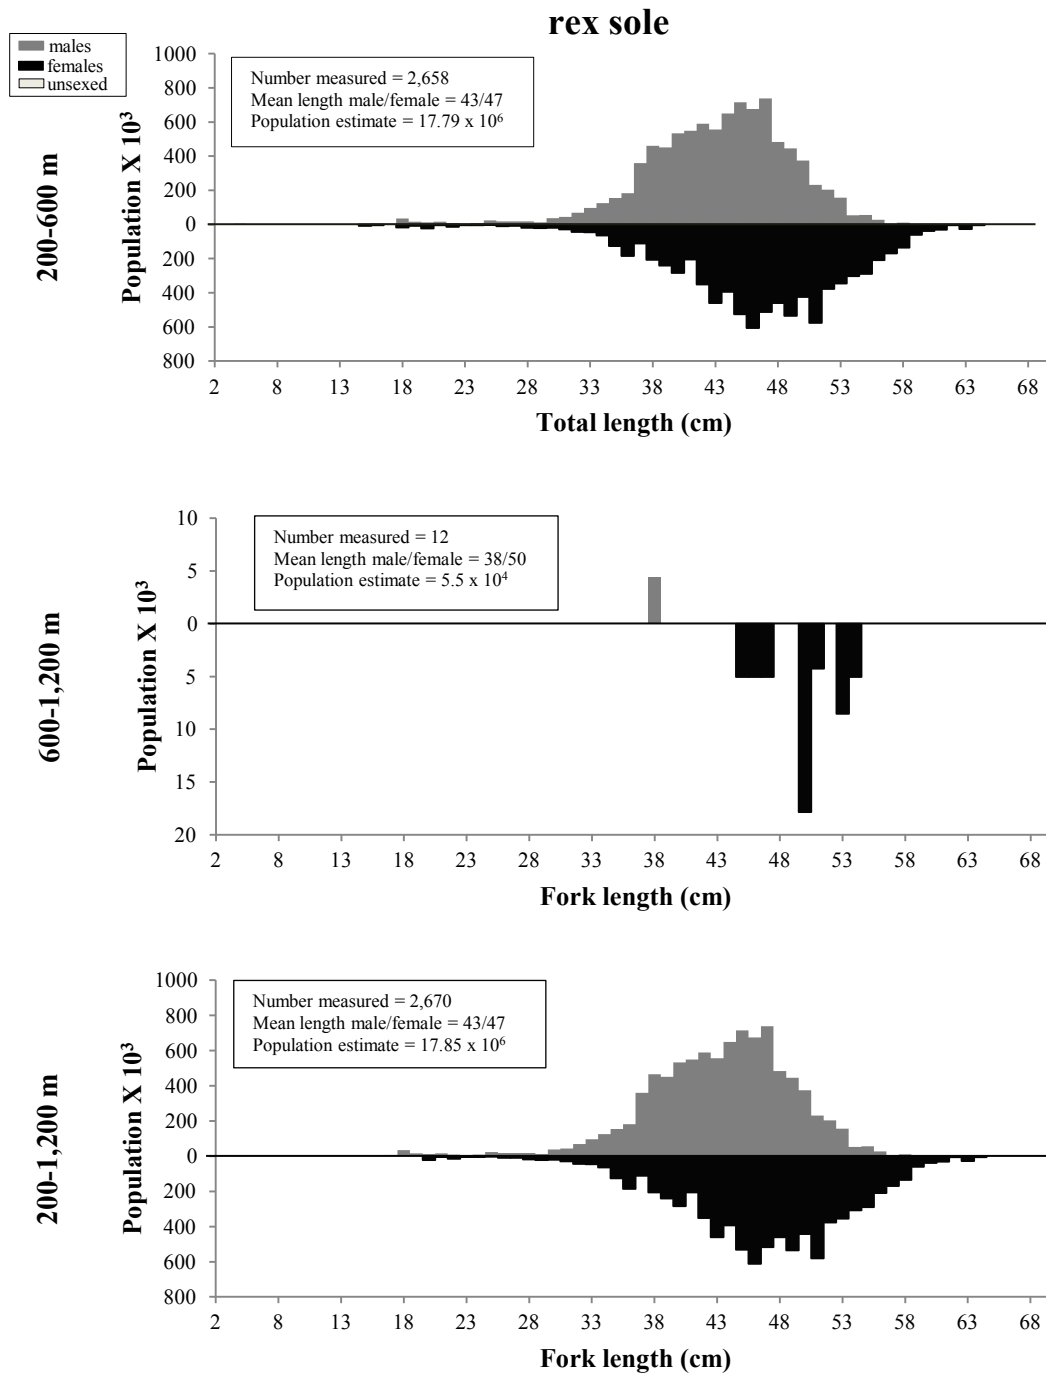 rex sole
males
females
unsexed
200-600 m
Population X 10³
1000
800
600
400
200
0
200
400
600
800
Number measured = 2,658
Mean length male/female = 43/47
Population estimate = 17.79 x 10⁶
2 8 13 18 23 28 33 38 43 48 53 58 63 68
Total length (cm)
600-1,200 m
Population X 10³
10
5
0
5
10
15
20
Number measured = 12
Mean length male/female = 38/50
Population estimate = 5.5 x 10⁴
2 8 13 18 23 28 33 38 43 48 53 58 63 68
Fork length (cm)
200-1,200 m
Population X 10³
1000
800
600
400
200
0
200
400
600
800
Number measured = 2,670
Mean length male/female = 43/47
Population estimate = 17.85 x 10⁶
2 8 13 18 23 28 33 38 43 48 53 58 63 68
Fork length (cm)